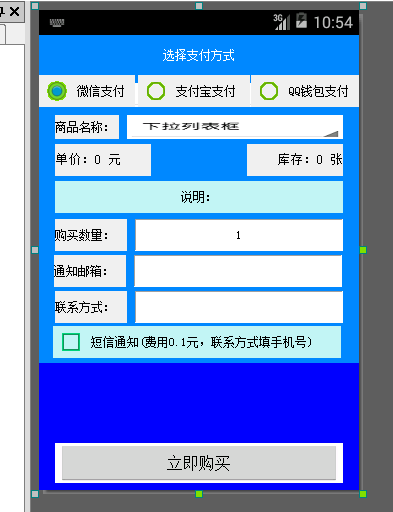 3G 10:54
选择支付方式
微信支付 支付宝支付 QQ钱包支付
商品名称: 下拉列表框
单价: 0 元 库存: 0 张
说明:
购买数量: 1
通知邮箱:
联系方式:
短信通知(费用0.1元，联系方式填手机号)
立即购买